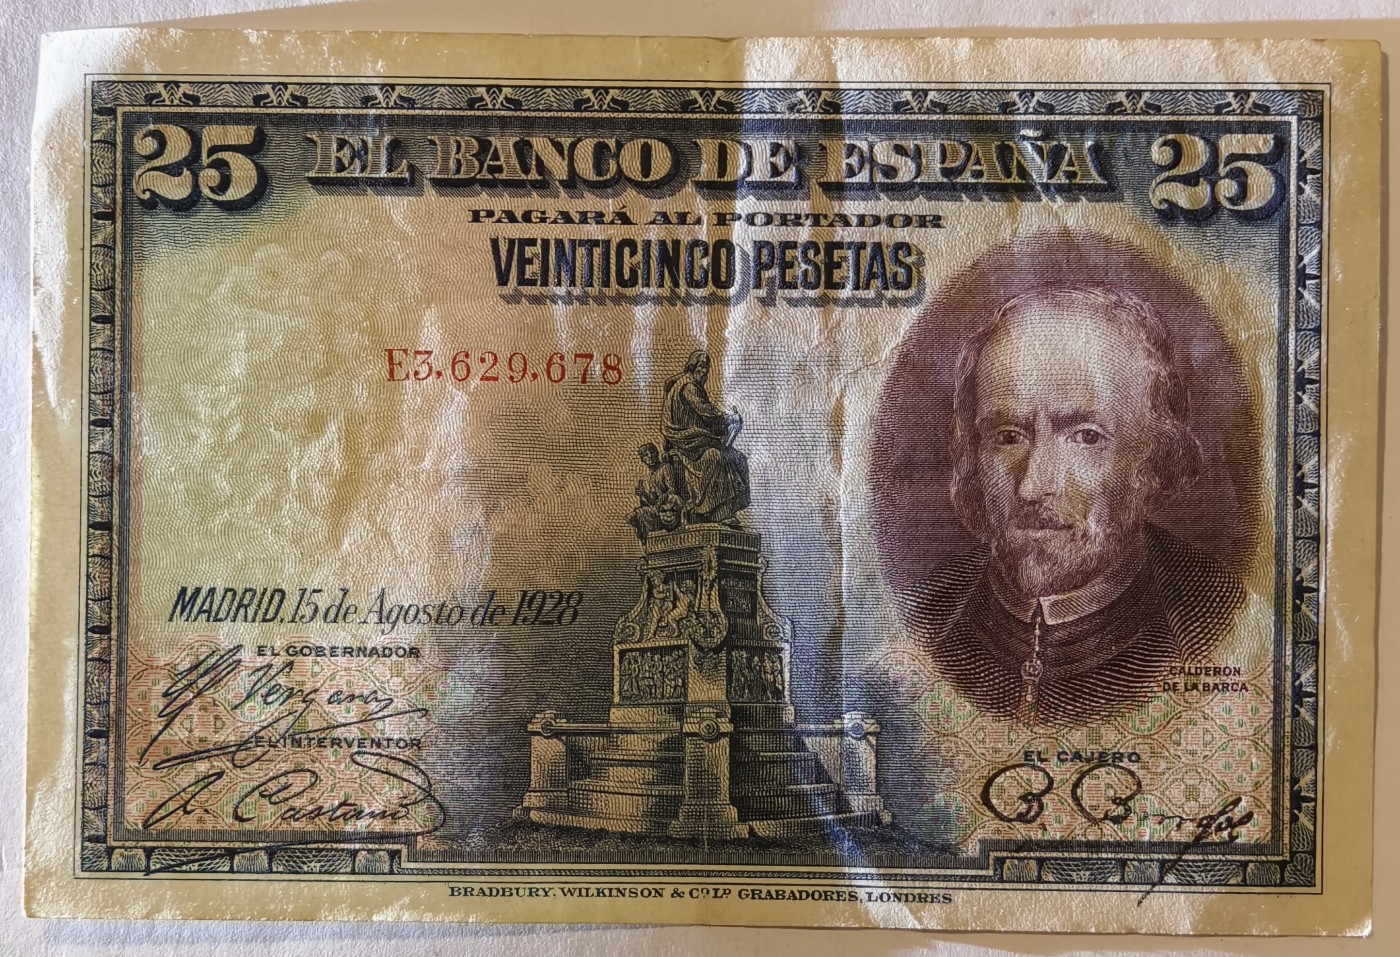 25 EL BANCO DE ESPAÑA 25
PAGARÁ AL PORTADOR
VEINTICINCO PESETAS
E3,629,678
MADRID, 15 de Agosto de 1928
EL GOBERNADOR
Vergara
EL INTERVENTOR
CALDERON
DE LA BARCA
EL CAJERO
BRADBURY, WILKINSON & Cº Lᴰ GRABADORES, LONDRES